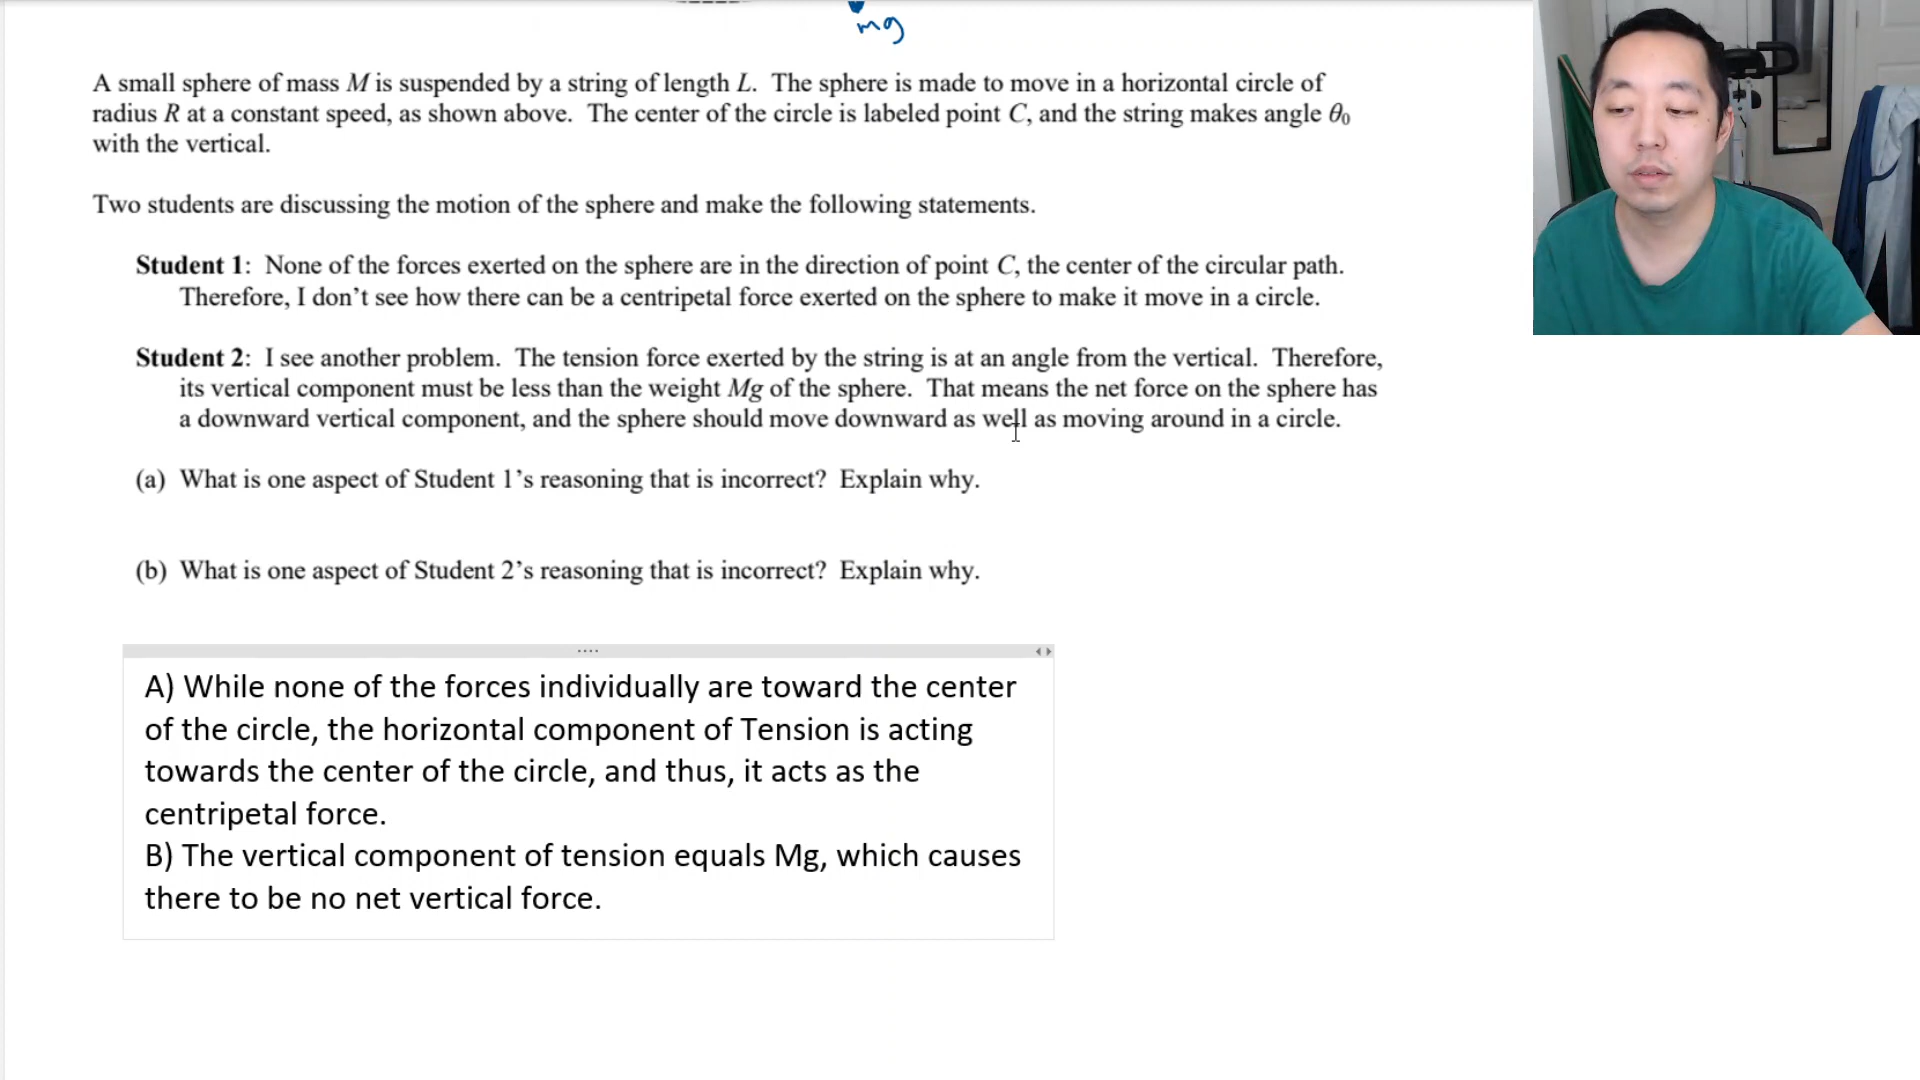 mg
A small sphere of mass M is suspended by a string of length L. The sphere is made to move in a horizontal circle of
radius R at a constant speed, as shown above. The center of the circle is labeled point C, and the string makes angle θ₀
with the vertical.
Two students are discussing the motion of the sphere and make the following statements.
Student 1: None of the forces exerted on the sphere are in the direction of point C, the center of the circular path.
Therefore, I don’t see how there can be a centripetal force exerted on the sphere to make it move in a circle.
Student 2: I see another problem. The tension force exerted by the string is at an angle from the vertical. Therefore,
its vertical component must be less than the weight Mg of the sphere. That means the net force on the sphere has
a downward vertical component, and the sphere should move downward as well as moving around in a circle.
(a) What is one aspect of Student 1’s reasoning that is incorrect? Explain why.
(b) What is one aspect of Student 2’s reasoning that is incorrect? Explain why.
A) While none of the forces individually are toward the center
of the circle, the horizontal component of Tension is acting
towards the center of the circle, and thus, it acts as the
centripetal force.
B) The vertical component of tension equals Mg, which causes
there to be no net vertical force.